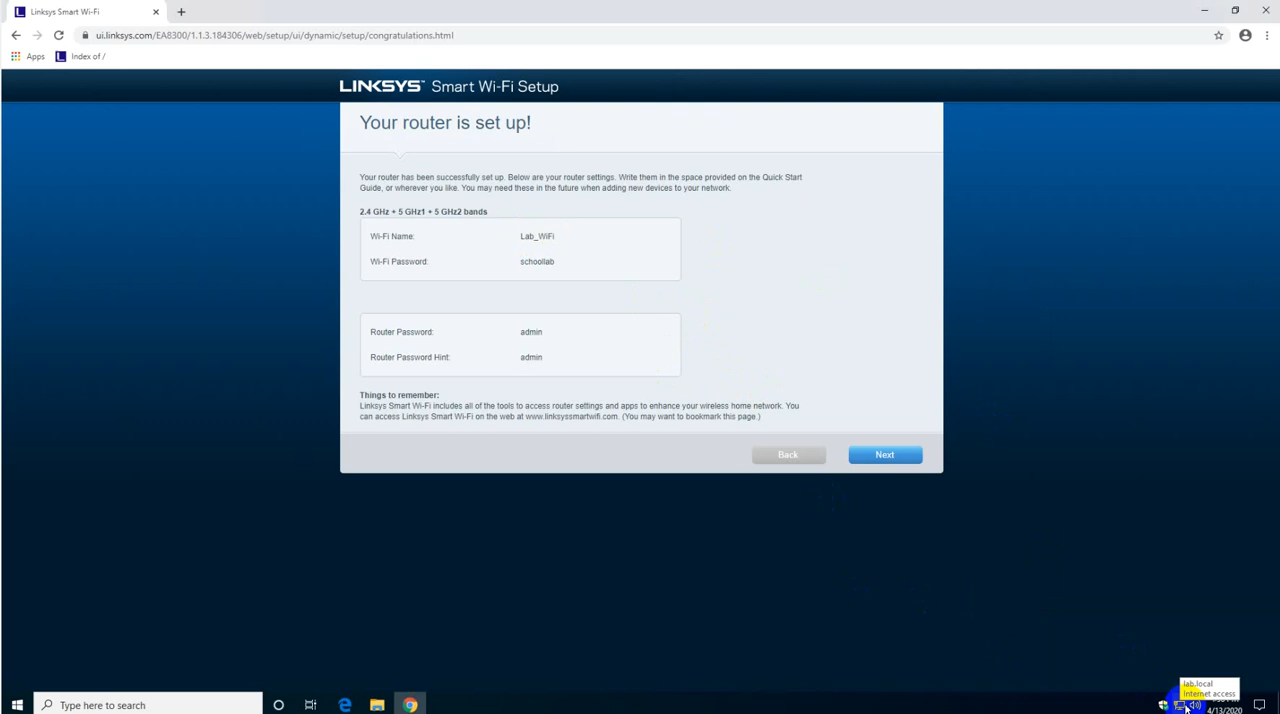 Linksys Smart Wi-Fi
ui.linksys.com/EA8300/1.1.3.184306/web/setup/ui/dynamic/setup/congratulations.html
Apps
Index of /
LINKSYS™ Smart Wi-Fi Setup
Your router is set up!
Your router has been successfully set up. Below are your router settings. Write them in the space provided on the Quick Start
Guide, or wherever you like. You may need these in the future when adding new devices to your network.
2.4 GHz + 5 GHz1 + 5 GHz2 bands
Wi-Fi Name: Lab_WiFi
Wi-Fi Password: schoollab
Router Password: admin
Router Password Hint: admin
Things to remember:
Linksys Smart Wi-Fi includes all of the tools to access router settings and apps to enhance your wireless home network. You
can access Linksys Smart Wi-Fi on the web at www.linksyssmartwifi.com. (You may want to bookmark this page.)
Back
Next
lab.local
Internet access
Type here to search
4/13/2020